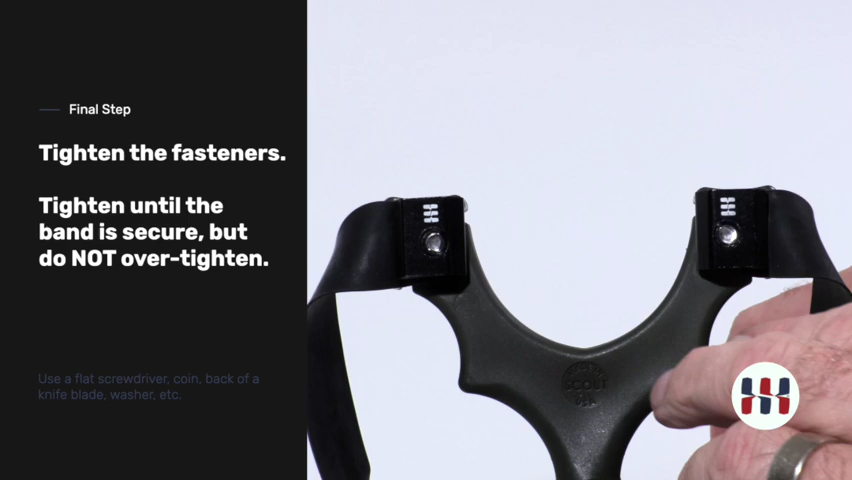 Final Step
Tighten the fasteners.
Tighten until the
band is secure, but
do NOT over-tighten.
Use a flat screwdriver, coin, back of a
knife blade, washer, etc.
SCOUT